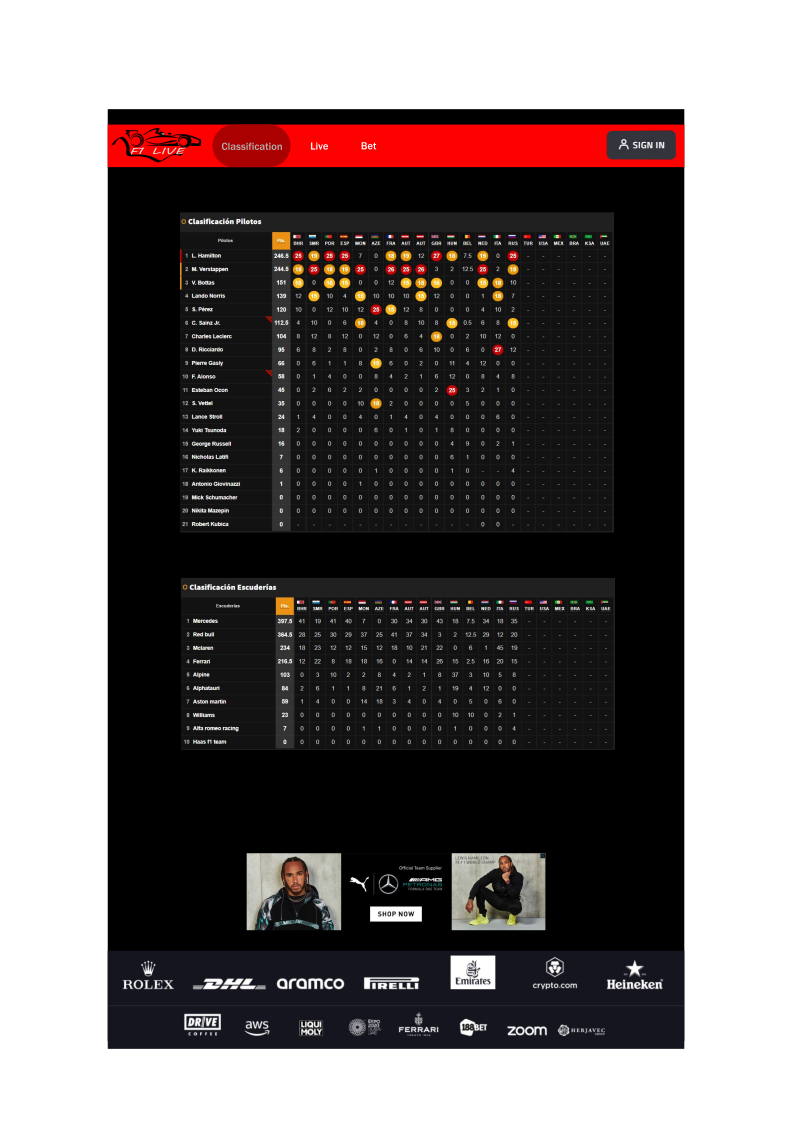 F1 LIVE
Classification Live Bet SIGN IN
Clasificación Pilotos
Pilotos Pts. BHR SMR POR ESP MON AZE FRA AUT AUT GBR HUN BEL NED ITA RUS TUR USA MEX BRA KSA UAE
1 L. Hamilton 246.5 25 19 25 25 7 0 18 19 12 27 18 7.5 19 0 25 - - - - - -
2 M. Verstappen 244.5 18 25 18 19 25 0 26 25 26 3 2 12.5 25 2 18 - - - - - -
3 V. Bottas 151 16 0 16 15 0 0 12 18 18 18 0 0 15 18 10 - - - - - -
4 Lando Norris 139 12 15 10 4 15 10 10 10 15 12 0 0 1 18 7 - - - - - -
5 S. Pérez 120 10 0 12 10 12 25 15 12 8 0 0 0 4 10 2 - - - - - -
6 C. Sainz Jr. 112.5 4 10 0 6 18 4 0 8 10 8 15 0.5 6 8 15 - - - - - -
7 Charles Leclerc 104 8 12 8 12 0 12 0 6 4 18 0 2 10 12 0 - - - - - -
8 D. Ricciardo 95 6 8 2 8 0 2 8 0 6 10 0 6 0 27 12 - - - - - -
9 Pierre Gasly 66 0 6 1 1 8 15 6 0 2 0 11 4 12 0 0 - - - - - -
10 F. Alonso 58 0 1 4 0 0 8 4 2 1 6 12 0 8 4 8 - - - - - -
11 Esteban Ocon 45 0 2 6 2 2 0 0 0 0 2 25 3 2 1 0 - - - - - -
12 S. Vettel 35 0 0 0 0 10 18 2 0 0 0 0 5 0 0 0 - - - - - -
13 Lance Stroll 24 1 4 0 0 4 0 1 4 0 4 0 0 0 6 0 - - - - - -
14 Yuki Tsunoda 18 2 0 0 0 0 6 0 1 0 1 8 0 0 0 0 - - - - - -
15 George Russell 16 0 0 0 0 0 0 0 0 0 0 4 9 0 2 1 - - - - - -
16 Nicholas Latifi 7 0 0 0 0 0 0 0 0 0 0 6 1 0 0 0 - - - - - -
17 K. Raikkonen 6 0 0 0 0 0 1 0 0 0 0 1 0 - - 4 - - - - - -
18 Antonio Giovinazzi 1 0 0 0 0 1 0 0 0 0 0 0 0 0 0 0 - - - - - -
19 Mick Schumacher 0 0 0 0 0 0 0 0 0 0 0 0 0 0 0 0 - - - - - -
20 Nikita Mazepin 0 0 0 0 0 0 0 0 0 0 0 0 0 0 0 0 - - - - - -
21 Robert Kubica 0 - - - - - - - - - - - - 0 0 - - - - - - -
Clasificación Escuderías
Escuderías Pts. BHR SMR POR ESP MON AZE FRA AUT AUT GBR HUN BEL NED ITA RUS TUR USA MEX BRA KSA UAE
1 Mercedes 397.5 41 19 41 40 7 0 30 34 30 43 18 7.5 34 18 35 - - - - - -
2 Red bull 364.5 28 25 30 29 37 25 41 37 34 3 2 12.5 29 12 20 - - - - - -
3 Mclaren 234 18 23 12 12 15 12 18 10 21 22 0 6 1 45 19 - - - - - -
4 Ferrari 216.5 12 22 8 18 18 16 0 14 14 26 15 2.5 16 20 15 - - - - - -
5 Alpine 103 0 3 10 2 2 8 4 2 1 8 37 3 10 5 8 - - - - - -
6 Alphatauri 84 2 6 1 1 8 21 6 1 2 1 19 4 12 0 0 - - - - - -
7 Aston martin 59 1 4 0 0 14 18 3 4 0 4 0 5 0 6 0 - - - - - -
8 Williams 23 0 0 0 0 0 0 0 0 0 0 10 10 0 2 1 - - - - - -
9 Alfa romeo racing 7 0 0 0 0 1 1 0 0 0 0 1 0 0 0 4 - - - - - -
10 Haas f1 team 0 0 0 0 0 0 0 0 0 0 0 0 0 0 0 0 - - - - - -
Official Team Supplier
AMG
PETRONAS
FORMULA ONE TEAM
SHOP NOW
LEWIS HAMILTON
ROLEX DHL aramco PIRELLI Emirates crypto.com Heineken
DR/VE COFFEE aws LIQUI MOLY EXPO 2020 FERRARI 188BET zoom HERJAVEC